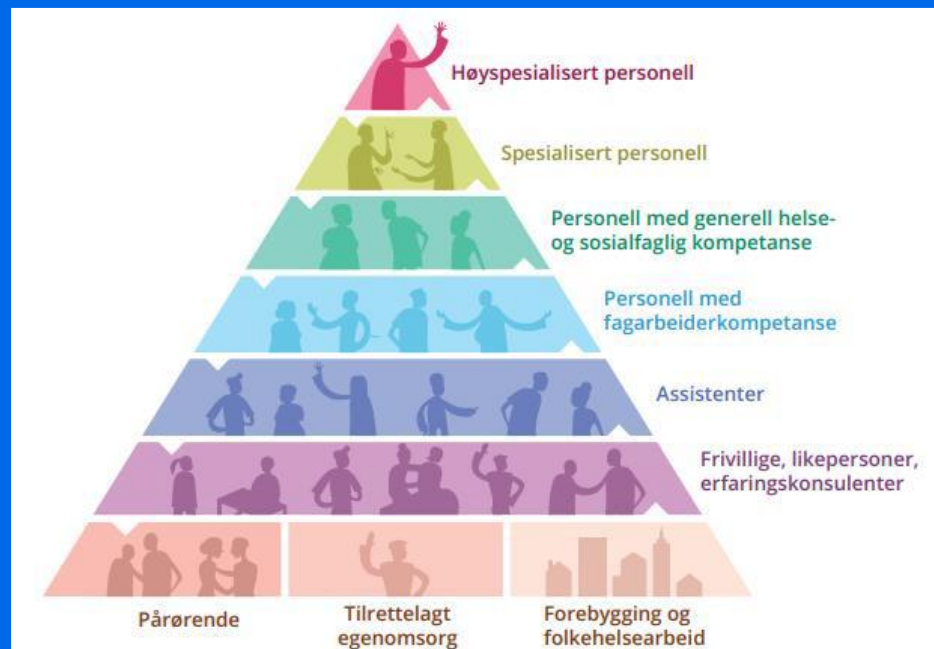 Høyspesialisert personell
Spesialisert personell
Personell med generell helse-
og sosialfaglig kompetanse
Personell med
fagarbeiderkompetanse
Assistenter
Frivillige, likepersoner,
erfaringskonsulenter
Pårørende
Tilrettelagt
egenomsorg
Forebygging og
folkehelsearbeid